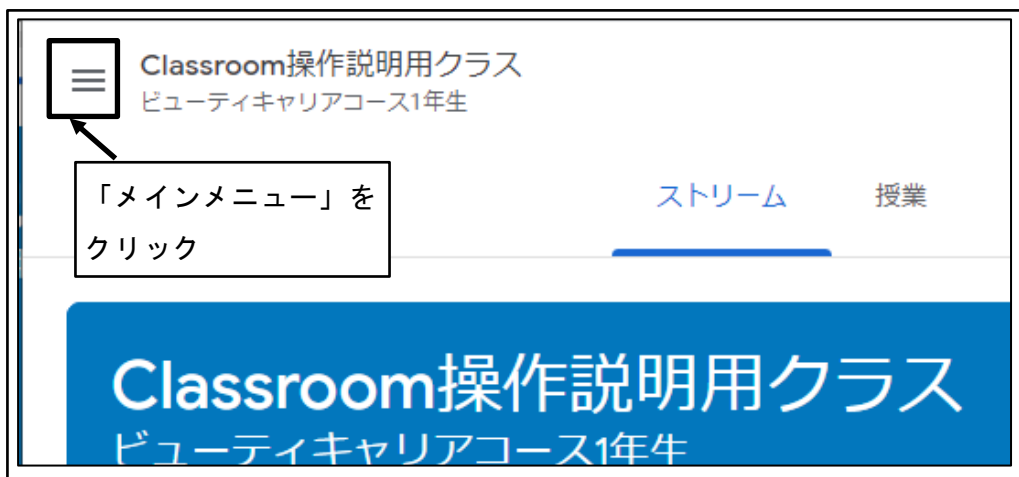 Classroom操作説明用クラス
ビューティキャリアコース1年生
「メインメニュー」を
クリック
ストリーム 授業
Classroom操作説明用クラス
ビューティキャリアコース1年生